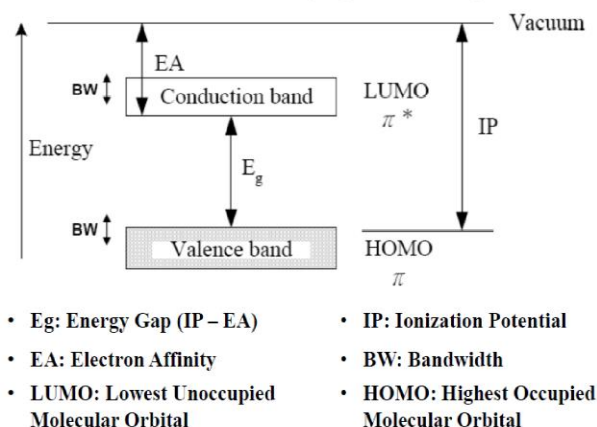 Vacuum
EA
BW
Conduction band
LUMO
π *
IP
Energy
Eg
BW
Valence band
HOMO
π
• Eg: Energy Gap (IP – EA)
• EA: Electron Affinity
• LUMO: Lowest Unoccupied
Molecular Orbital
• IP: Ionization Potential
• BW: Bandwidth
• HOMO: Highest Occupied
Molecular Orbital